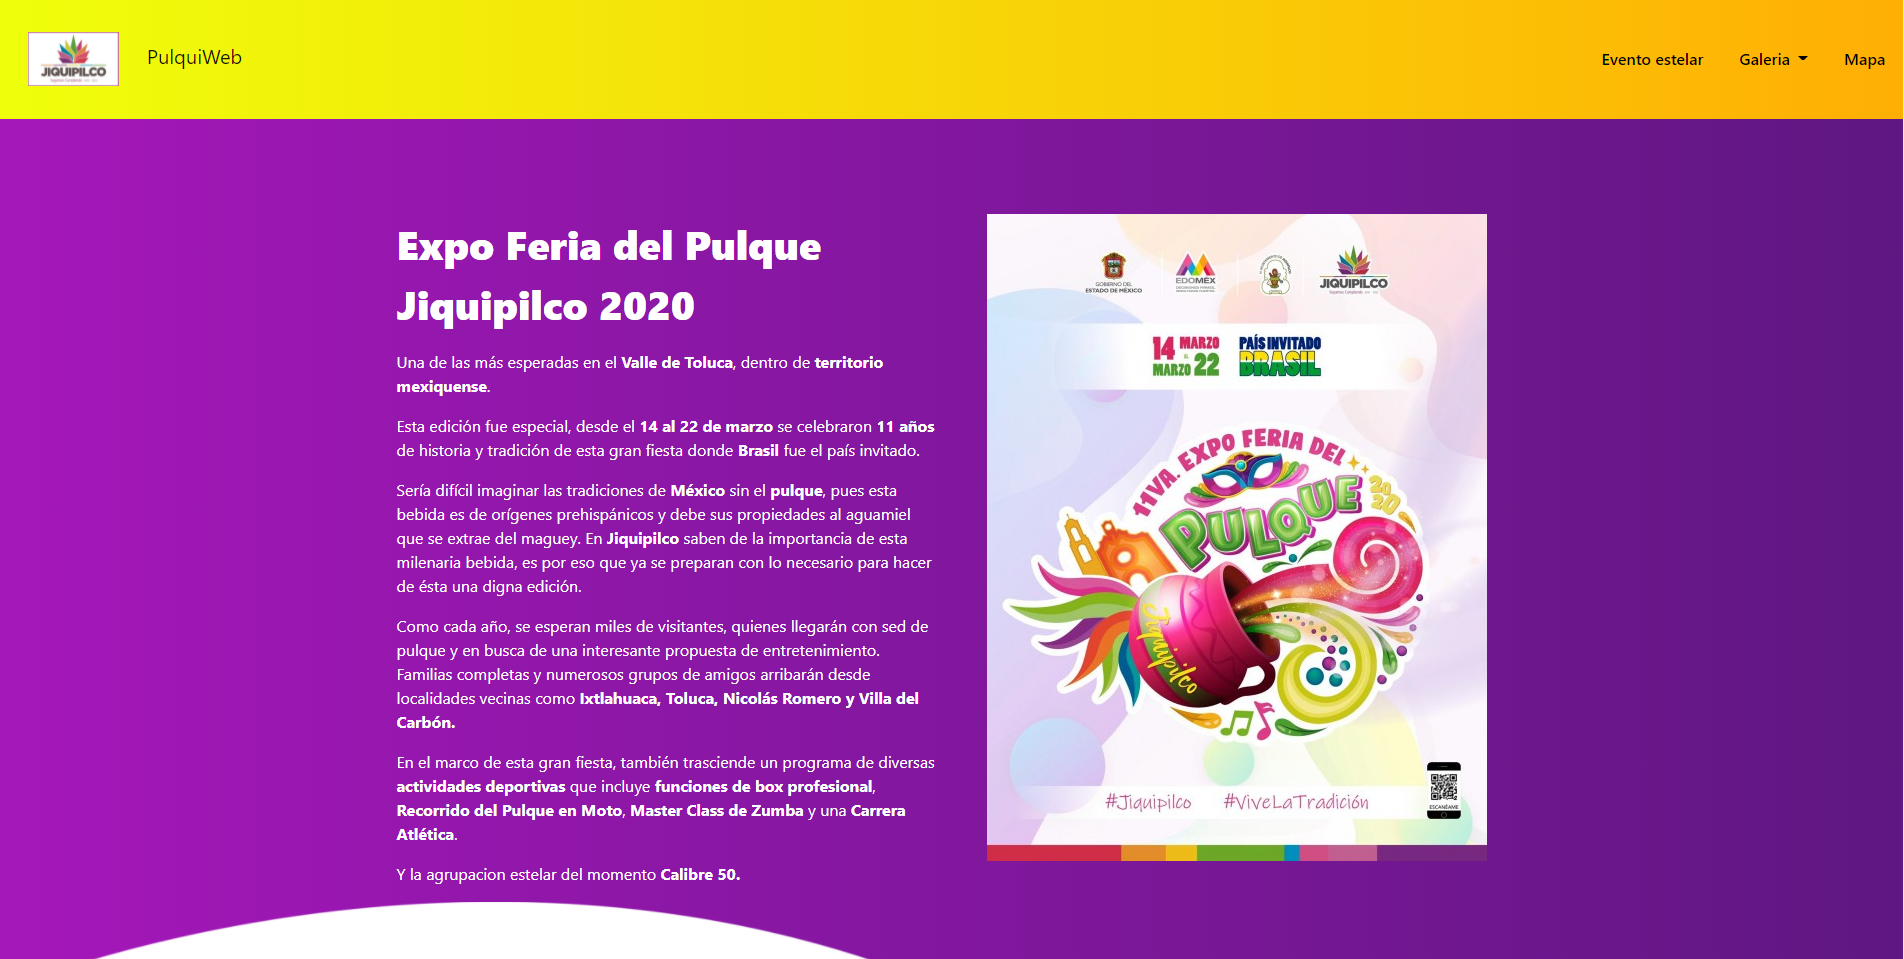 JIQUIPILCO
PulquiWeb
Evento estelar
Galeria
Mapa
Expo Feria del Pulque
Jiquipilco 2020
Una de las más esperadas en el Valle de Toluca, dentro de territorio
mexiquense.
Esta edición fue especial, desde el 14 al 22 de marzo se celebraron 11 años
de historia y tradición de esta gran fiesta donde Brasil fue el país invitado.
Sería difícil imaginar las tradiciones de México sin el pulque, pues esta
bebida es de orígenes prehispánicos y debe sus propiedades al aguamiel
que se extrae del maguey. En Jiquipilco saben de la importancia de esta
milenaria bebida, es por eso que ya se preparan con lo necesario para hacer
de ésta una digna edición.
Como cada año, se esperan miles de visitantes, quienes llegarán con sed de
pulque y en busca de una interesante propuesta de entretenimiento.
Familias completas y numerosos grupos de amigos arribarán desde
localidades vecinas como Ixtlahuaca, Toluca, Nicolás Romero y Villa del
Carbón.
En el marco de esta gran fiesta, también trasciende un programa de diversas
actividades deportivas que incluye funciones de box profesional,
Recorrido del Pulque en Moto, Master Class de Zumba y una Carrera
Atlética.
Y la agrupacion estelar del momento Calibre 50.
GOBIERNO DEL
ESTADO DE MÉXICO
EDOMÉX
JIQUIPILCO
14 MARZO
AL
MARZO 22
PAÍS INVITADO
BRASIL
11VA. EXPO FERIA DEL
PULQUE
2020
Jiquipilco
ESCANÉAME
#Jiquipilco #ViveLaTradición